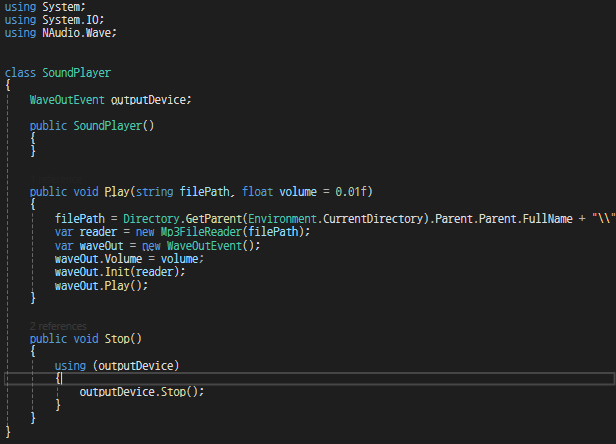 using System;
using System.IO;
using NAudio.Wave;
class SoundPlayer
{
WaveOutEvent outputDevice;
public SoundPlayer()
{
}
public void Play(string filePath, float volume = 0.01f)
{
filePath = Directory.GetParent(Environment.CurrentDirectory).Parent.Parent.FullName + "\\"
var reader = new Mp3FileReader(filePath);
var waveOut = new WaveOutEvent();
waveOut.Volume = volume;
waveOut.Init(reader);
waveOut.Play();
}
2 references
public void Stop()
{
using (outputDevice)
{
outputDevice.Stop();
}
}
}